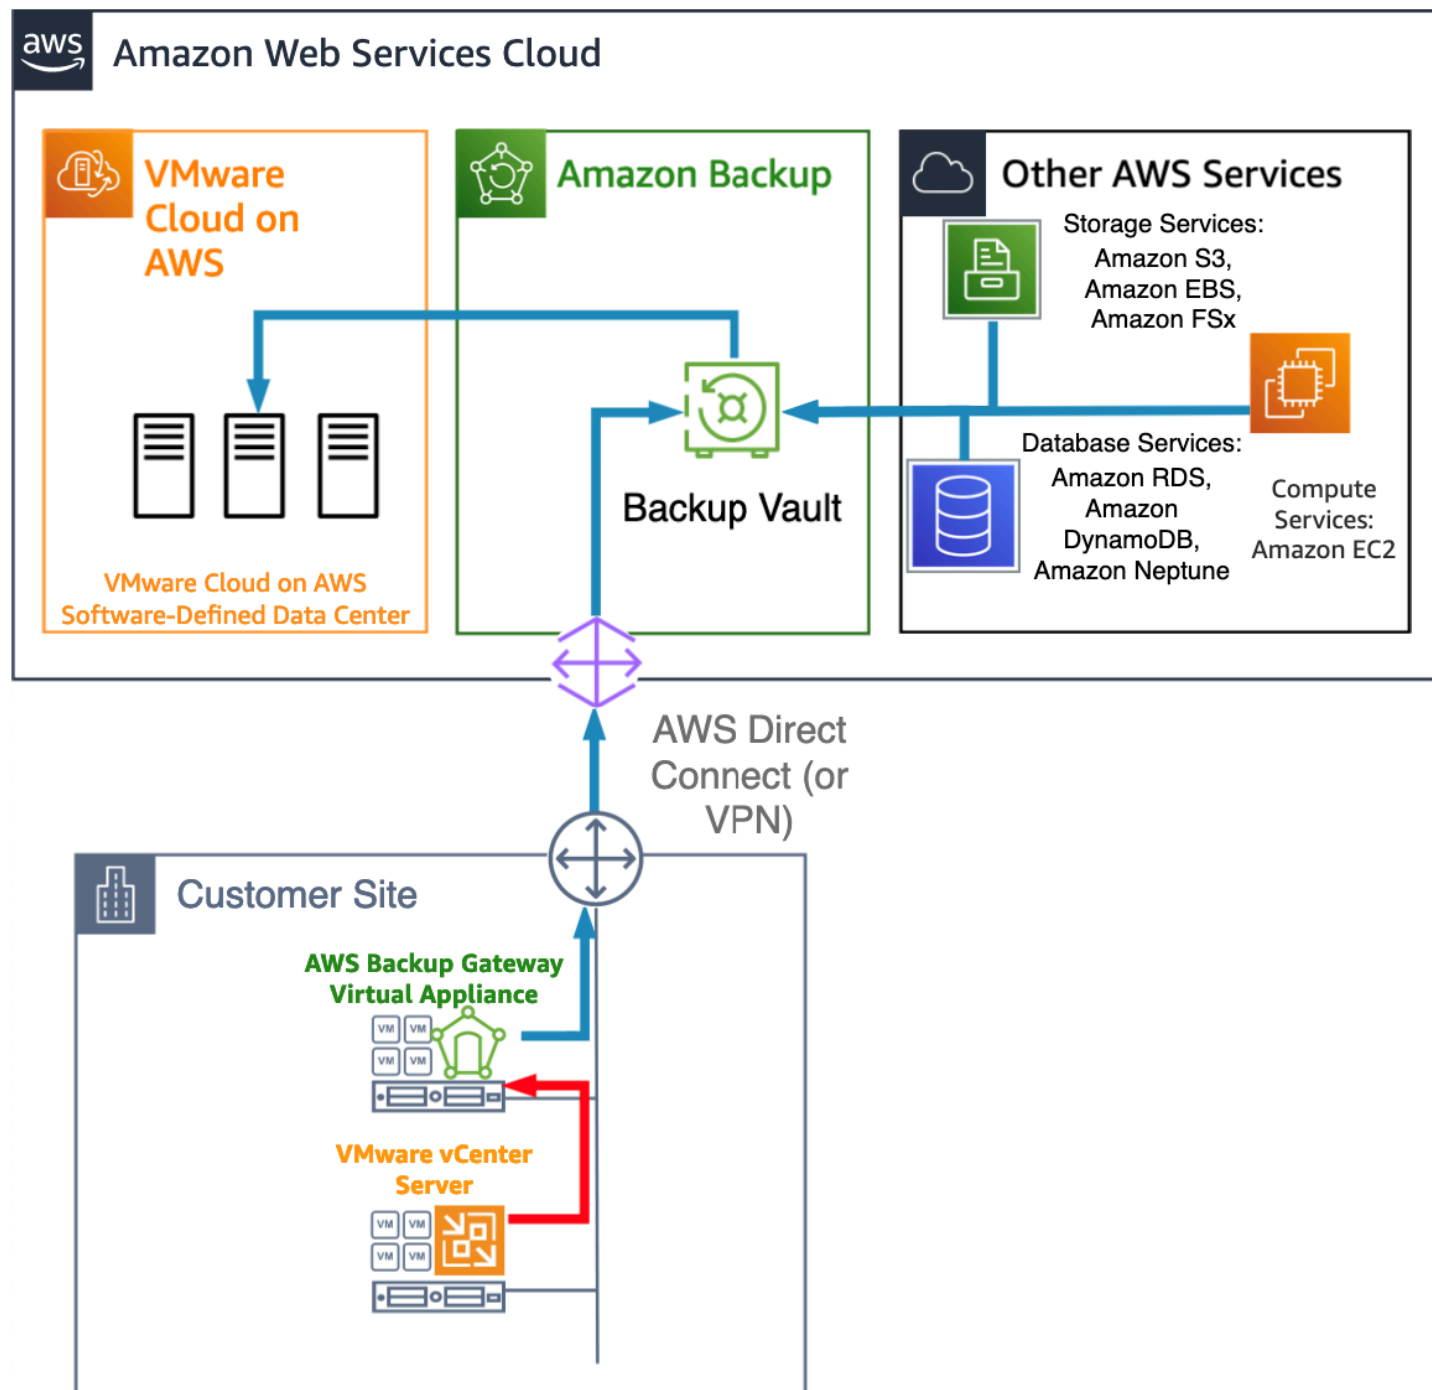 aws
Amazon Web Services Cloud
VMware
Cloud on
AWS
VMware Cloud on AWS
Software-Defined Data Center
Amazon Backup
Backup Vault
Other AWS Services
Storage Services:
Amazon S3,
Amazon EBS,
Amazon FSx
Database Services:
Amazon RDS,
Amazon
DynamoDB,
Amazon Neptune
Compute
Services:
Amazon EC2
AWS Direct
Connect (or
VPN)
Customer Site
AWS Backup Gateway
Virtual Appliance
VM VM
VM VM
VMware vCenter
Server
VM VM
VM VM